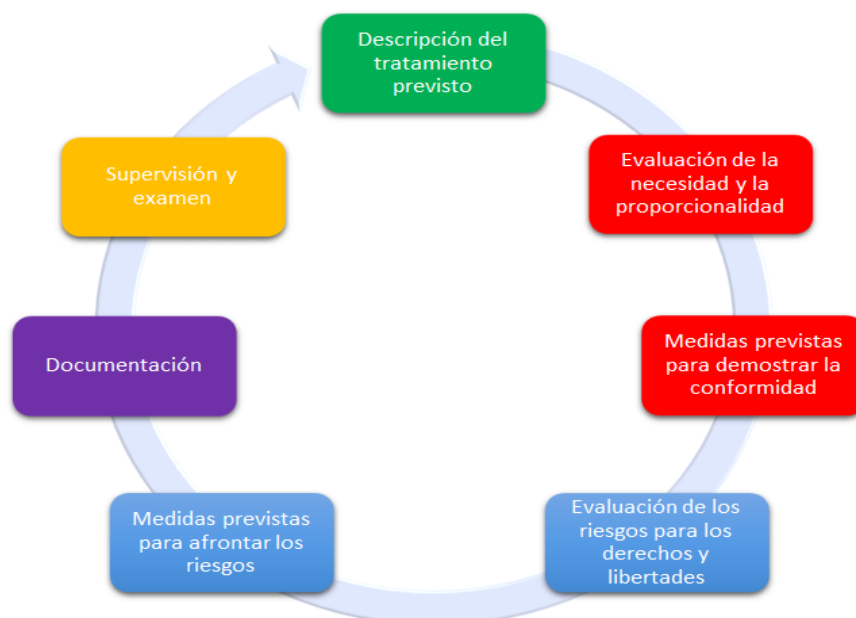 Descripción del
tratamiento
previsto
Evaluación de la
necesidad y la
proporcionalidad
Medidas previstas
para demostrar la
conformidad
Evaluación de los
riesgos para los
derechos y
libertades
Medidas previstas
para afrontar los
riesgos
Documentación
Supervisión y
examen